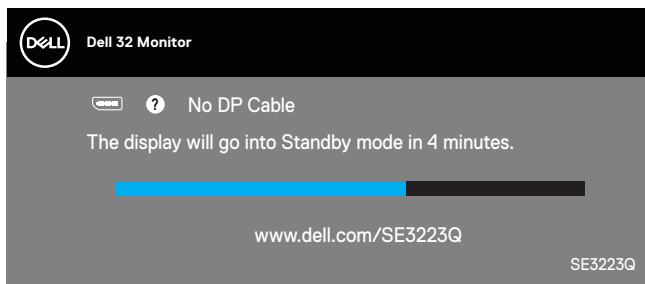 DELL
Dell 32 Monitor
? No DP Cable
The display will go into Standby mode in 4 minutes.
www.dell.com/SE3223Q
SE3223Q